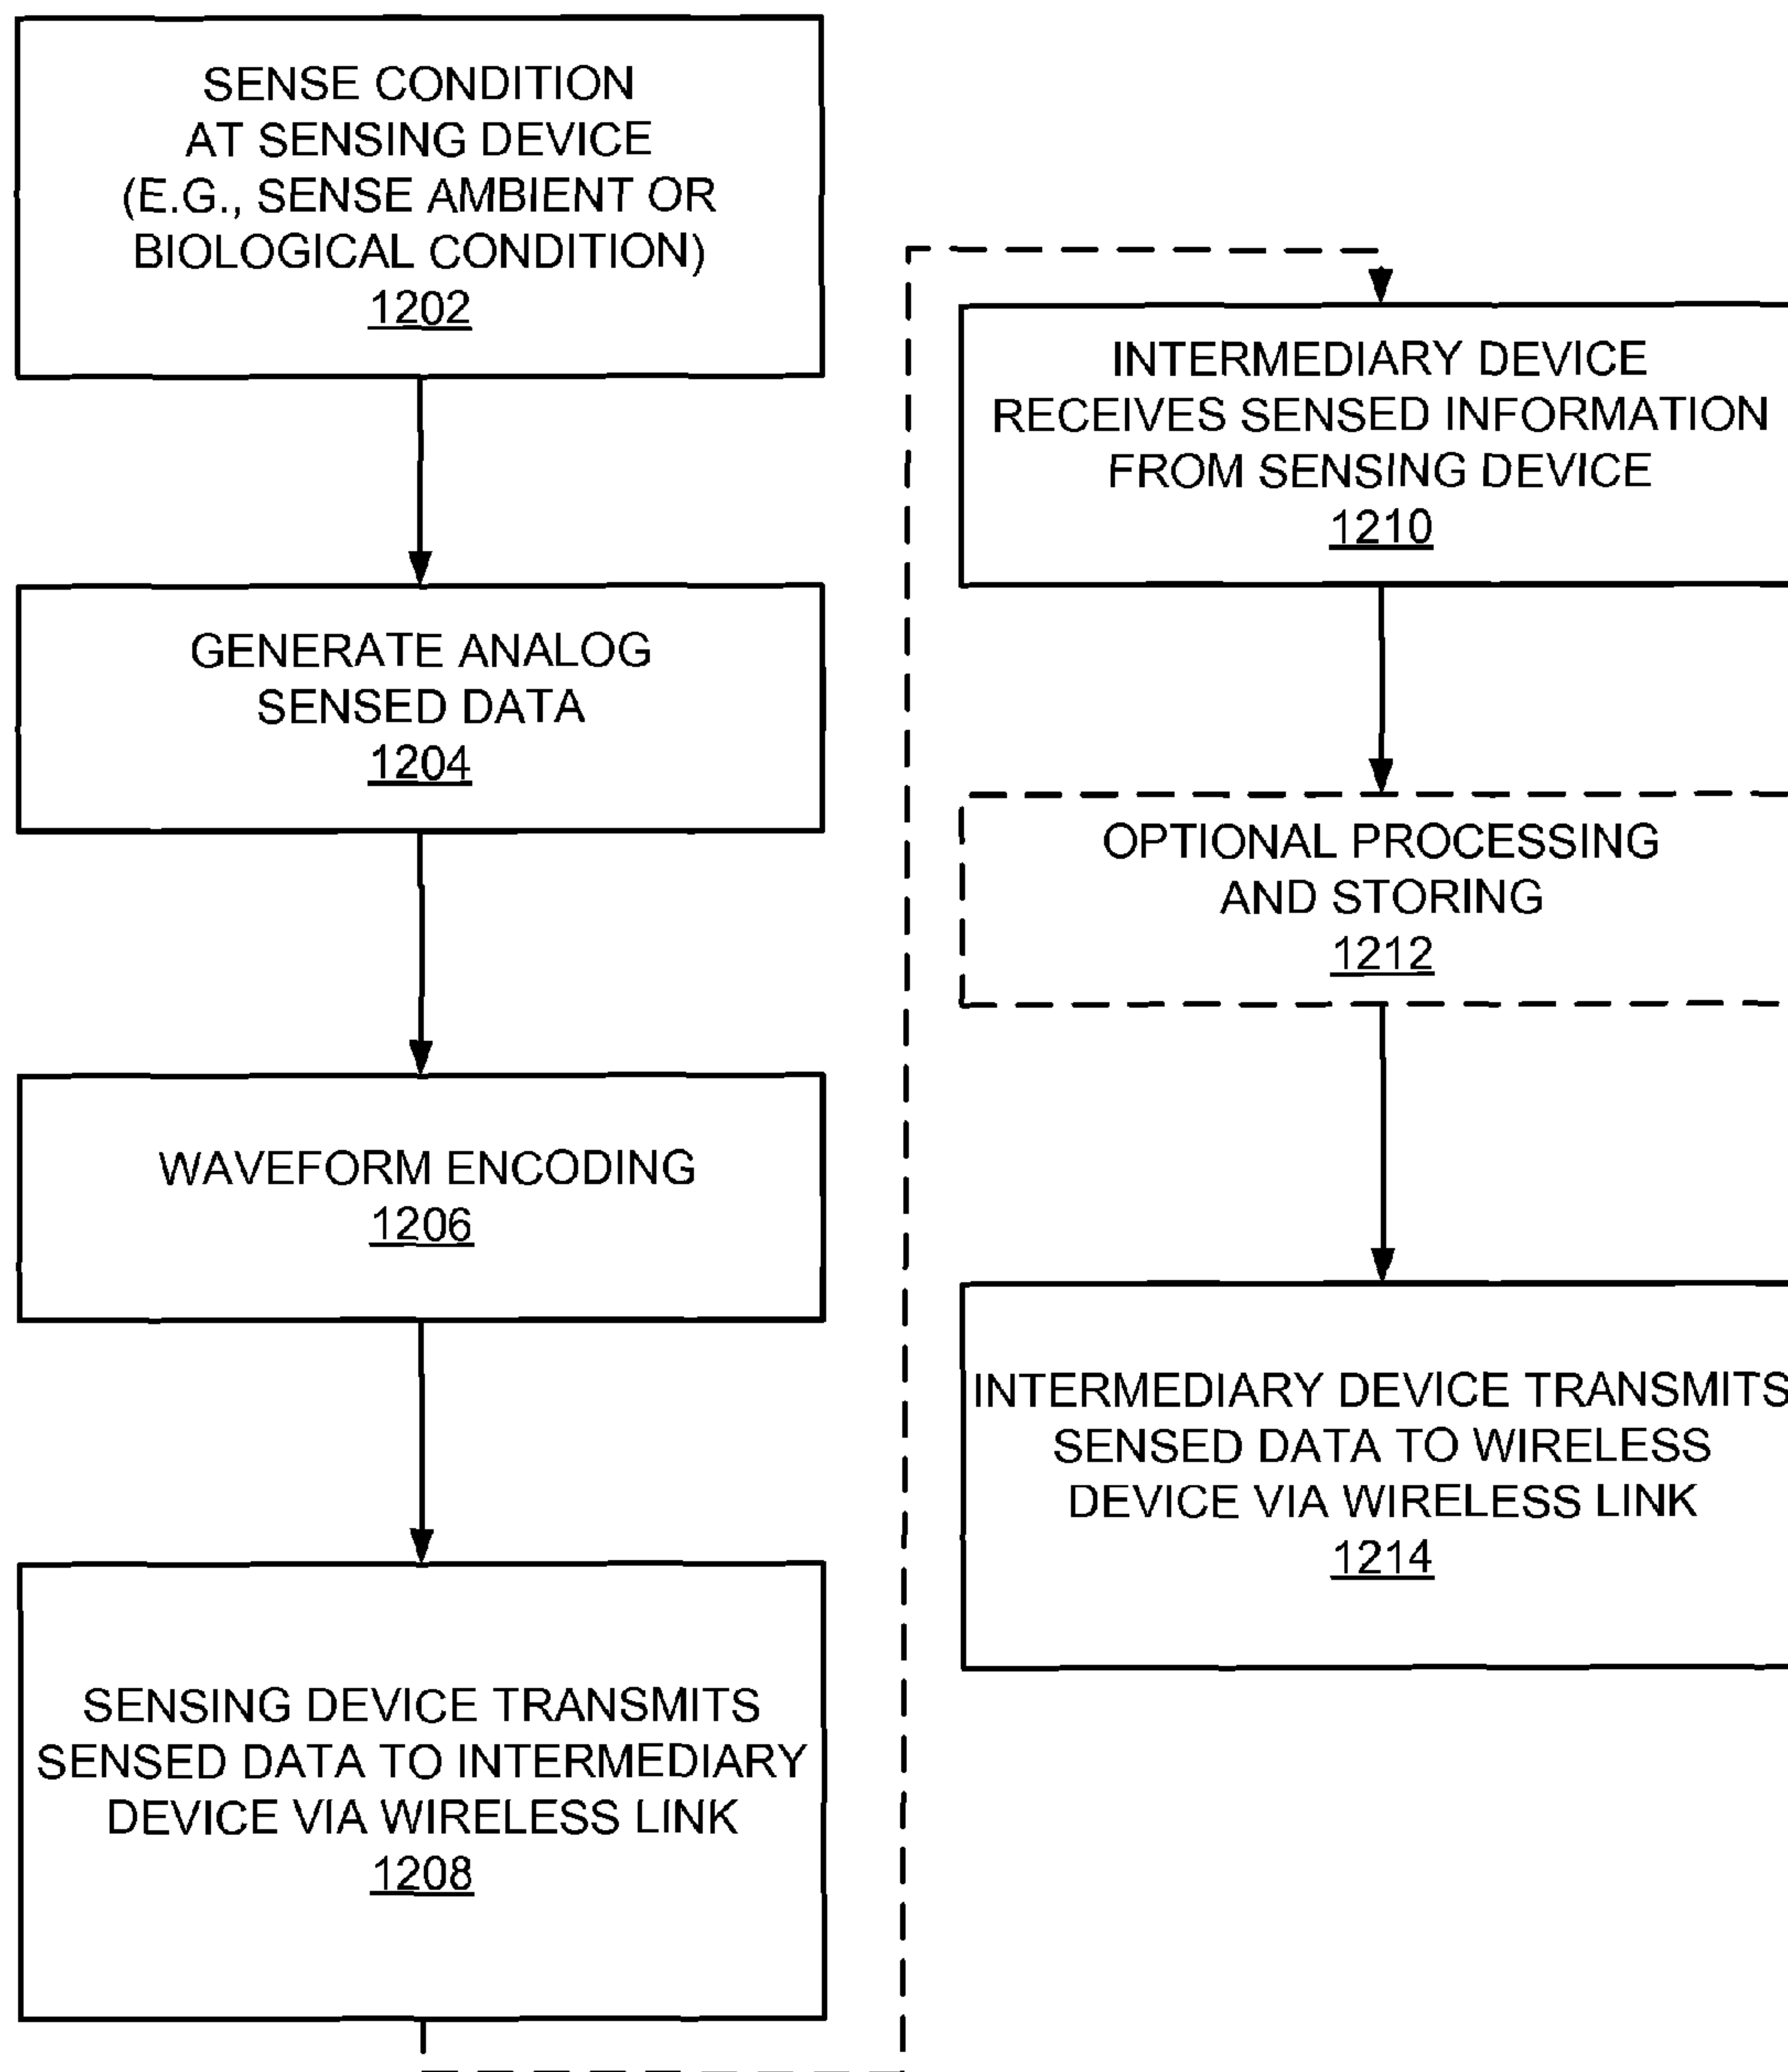 SENSE CONDITION
AT SENSING DEVICE
(E.G., SENSE AMBIENT OR
BIOLOGICAL CONDITION)
1202
GENERATE ANALOG
SENSED DATA
1204
WAVEFORM ENCODING
1206
SENSING DEVICE TRANSMITS
SENSED DATA TO INTERMEDIARY
DEVICE VIA WIRELESS LINK
1208
INTERMEDIARY DEVICE
RECEIVES SENSED INFORMATION
FROM SENSING DEVICE
1210
OPTIONAL PROCESSING
AND STORING
1212
INTERMEDIARY DEVICE TRANSMITS
SENSED DATA TO WIRELESS
DEVICE VIA WIRELESS LINK
1214